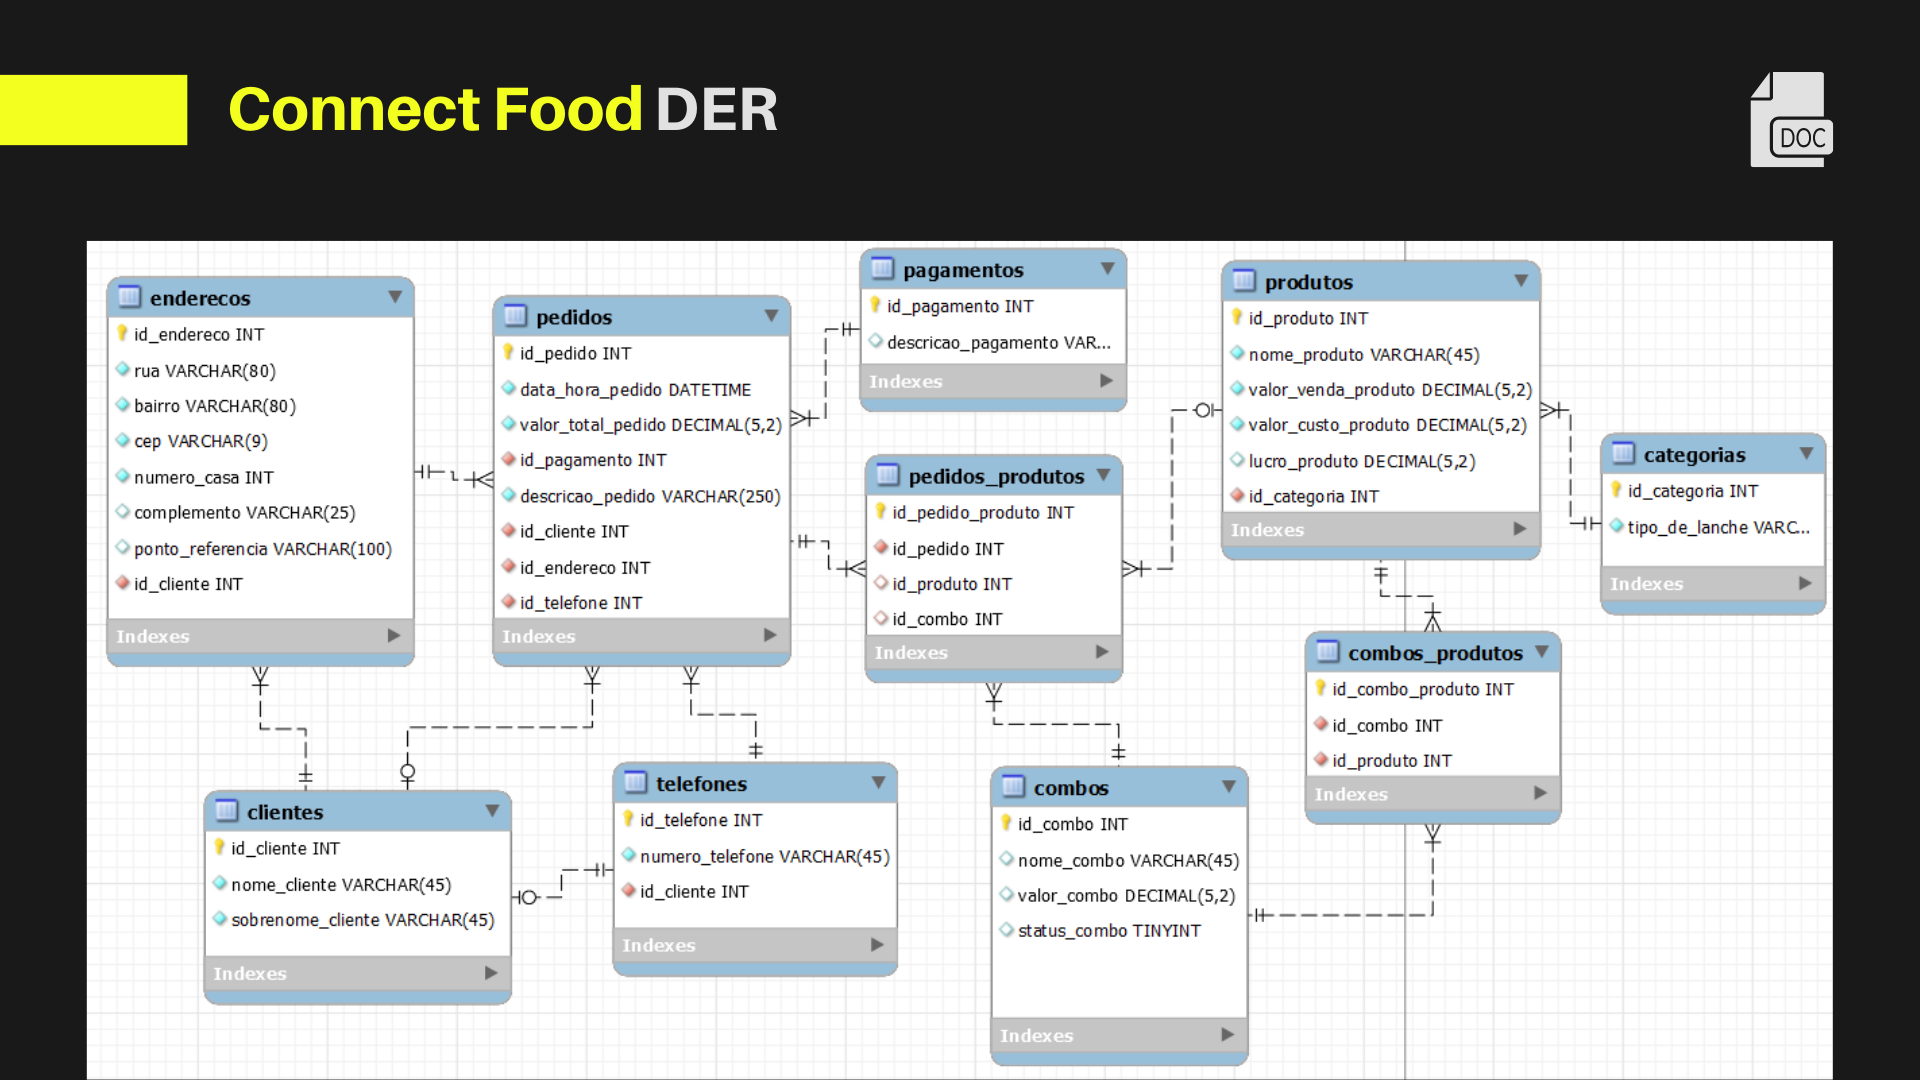 Connect Food DER
DOC
enderecos
id_endereco INT
rua VARCHAR(80)
bairro VARCHAR(80)
cep VARCHAR(9)
numero_casa INT
complemento VARCHAR(25)
ponto_referencia VARCHAR(100)
id_cliente INT
Indexes
pedidos
id_pedido INT
data_hora_pedido DATETIME
valor_total_pedido DECIMAL(5,2)
id_pagamento INT
descricao_pedido VARCHAR(250)
id_cliente INT
id_endereco INT
id_telefone INT
Indexes
pagamentos
id_pagamento INT
descricao_pagamento VAR...
Indexes
pedidos_produtos
id_pedido_produto INT
id_pedido INT
id_produto INT
id_combo INT
Indexes
produtos
id_produto INT
nome_produto VARCHAR(45)
valor_venda_produto DECIMAL(5,2)
valor_custo_produto DECIMAL(5,2)
lucro_produto DECIMAL(5,2)
id_categoria INT
Indexes
categorias
id_categoria INT
tipo_de_lanche VARC...
Indexes
combos_produtos
id_combo_produto INT
id_combo INT
id_produto INT
Indexes
clientes
id_cliente INT
nome_cliente VARCHAR(45)
sobrenome_cliente VARCHAR(45)
Indexes
telefones
id_telefone INT
numero_telefone VARCHAR(45)
id_cliente INT
Indexes
combos
id_combo INT
nome_combo VARCHAR(45)
valor_combo DECIMAL(5,2)
status_combo TINYINT
Indexes